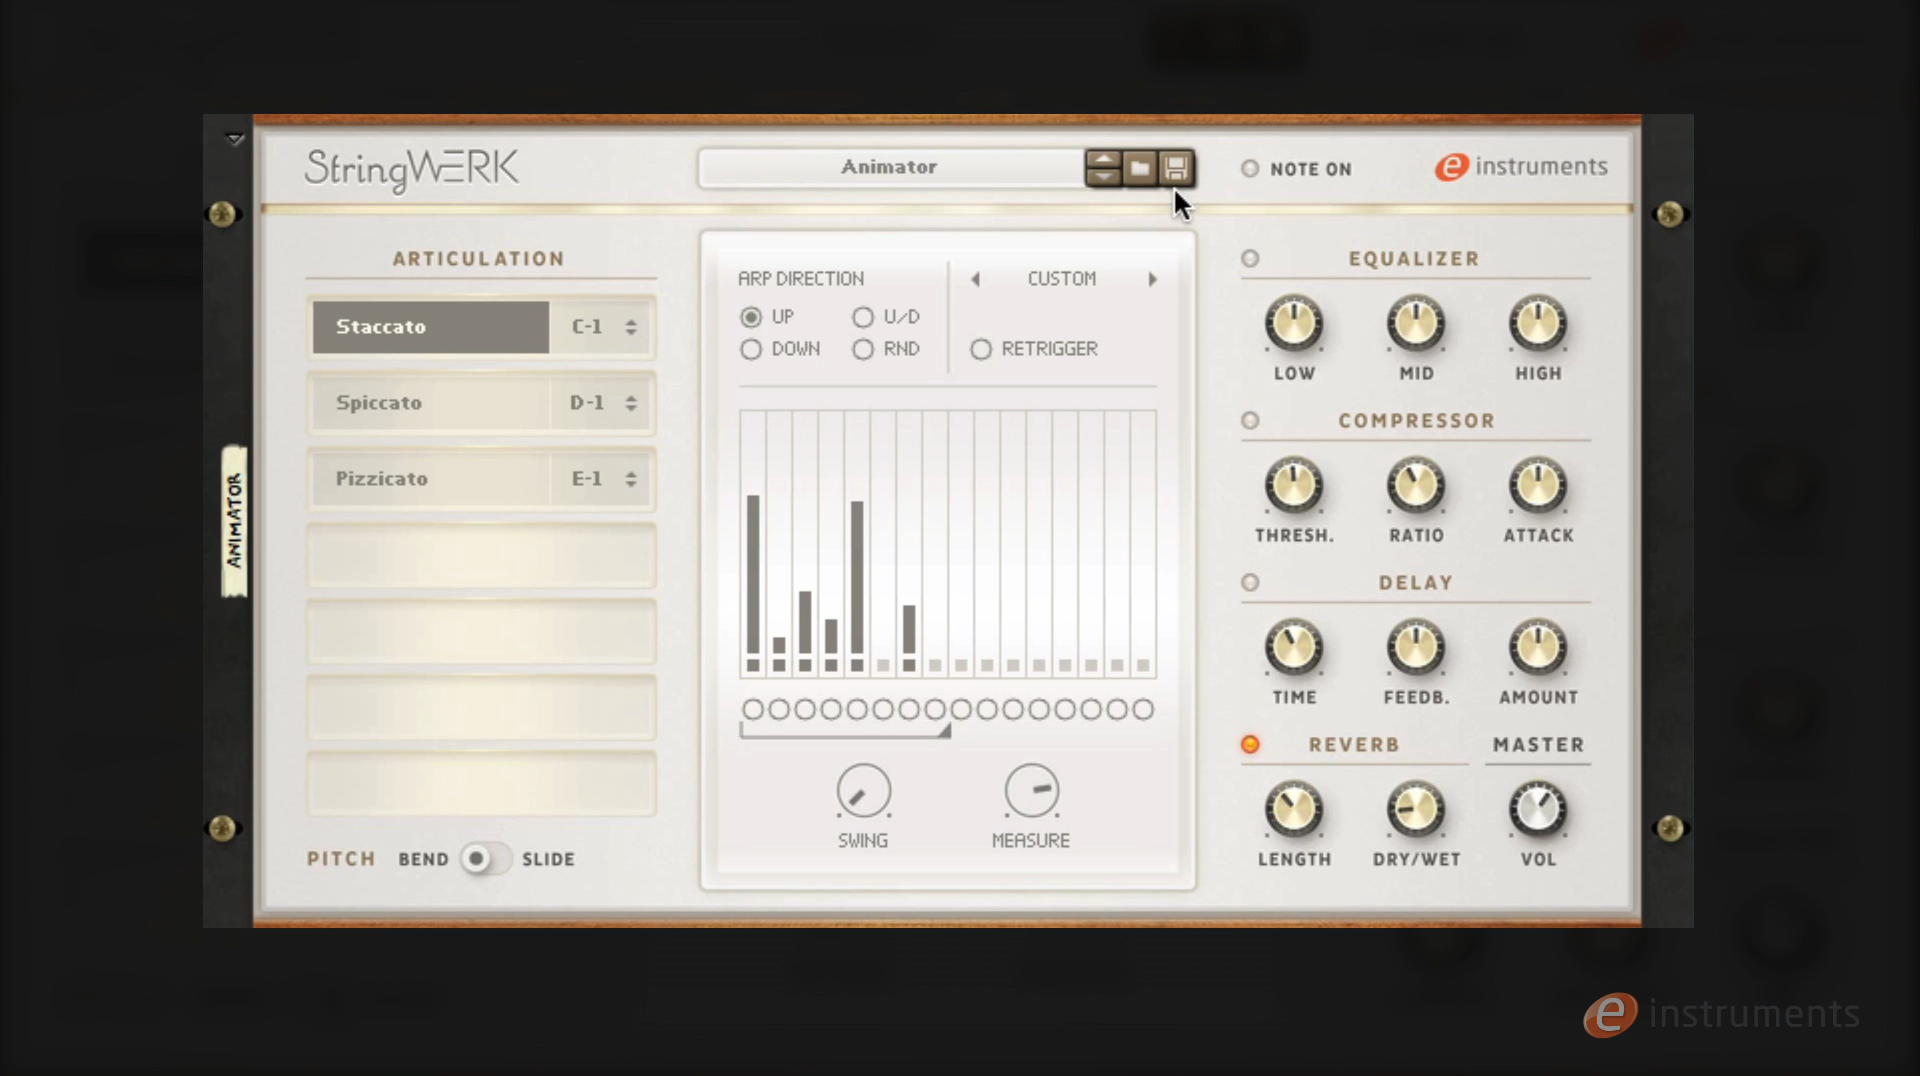 StringWERK
Animator
NOTE ON
e instruments
ARTICULATION
Staccato C-1
Spiccato D-1
Pizzicato E-1
PITCH BEND SLIDE
ANIMATOR
ARP DIRECTION
UP U/D
DOWN RND
CUSTOM
RETRIGGER
SWING MEASURE
EQUALIZER
LOW MID HIGH
COMPRESSOR
THRESH. RATIO ATTACK
DELAY
TIME FEEDB. AMOUNT
REVERB MASTER
LENGTH DRY/WET VOL
e instruments